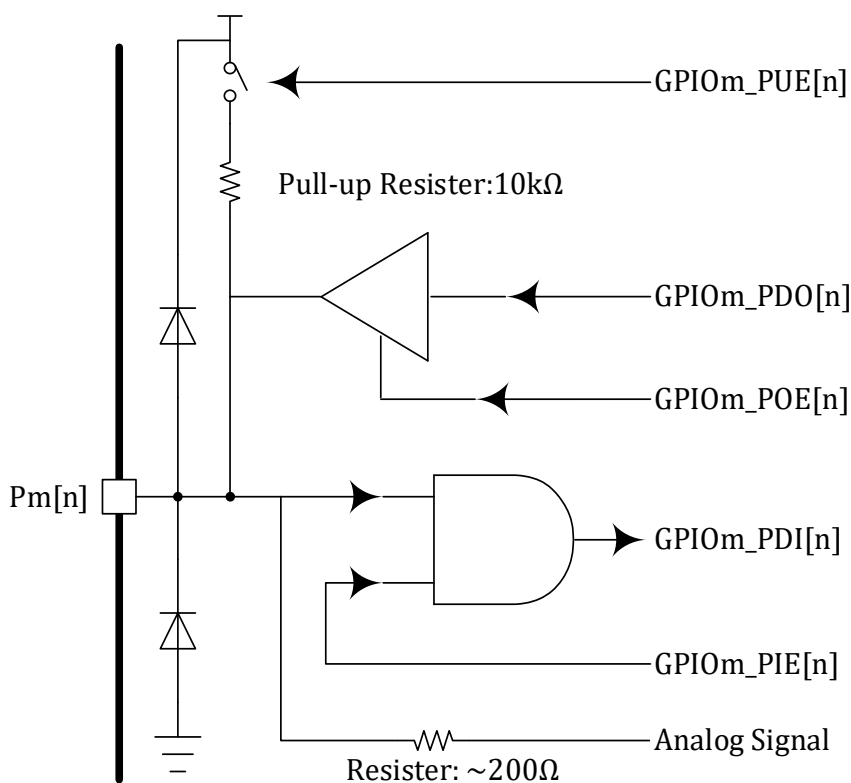 GPIOm_PUE[n]
Pull-up Resister:10kΩ
GPIOm_PDO[n]
GPIOm_POE[n]
Pm[n]
GPIOm_PDI[n]
GPIOm_PIE[n]
Analog Signal
Resister: ~200Ω